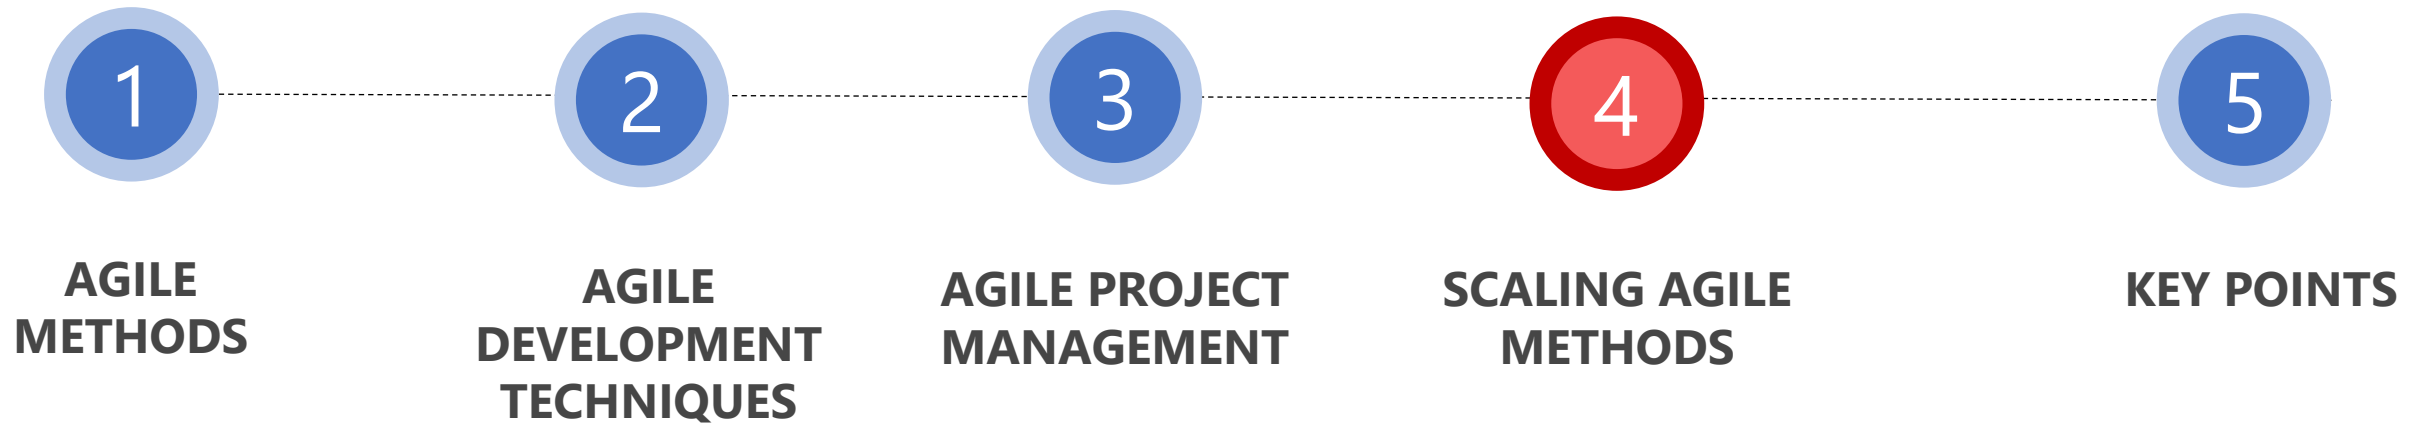 1
2
3
4
5
AGILE
METHODS
AGILE
DEVELOPMENT
TECHNIQUES
AGILE PROJECT
MANAGEMENT
SCALING AGILE
METHODS
KEY POINTS